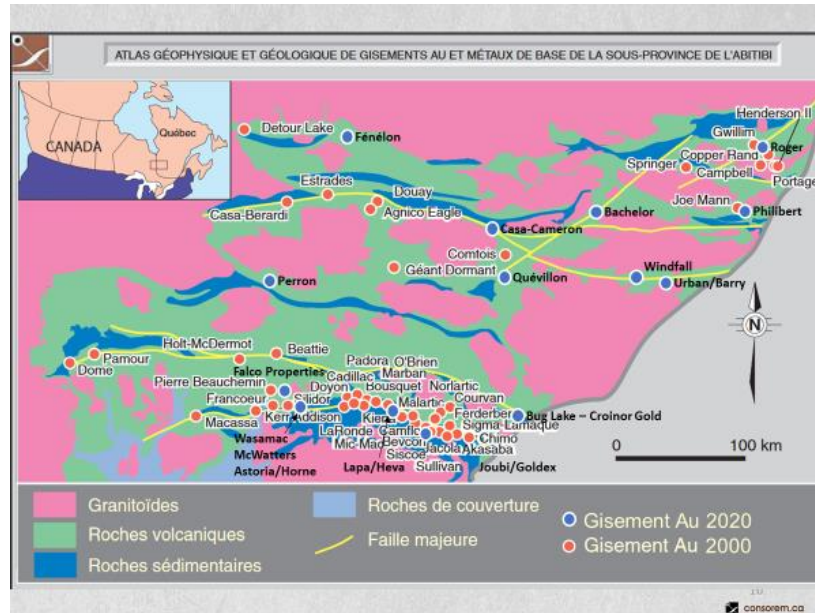 ATLAS GÉOPHYSIQUE ET GÉOLOGIQUE DE GISEMENTS AU ET MÉTAUX DE BASE DE LA SOUS-PROVINCE DE L'ABITIBI
CANADA
Québec
Detour Lake
Fénélon
Henderson II
Gwillim
Roger
Springer
Copper Rand
Campbell
Portage
Estrades
Douay
Casa-Berardi
Agnico Eagle
Joe Mann
Philibert
Bachelor
Casa-Cameron
Comtois
Géant Dormant
Quévillon
Windfall
Urban/Barry
Perron
N
Holt-McDermot
Beattie
Pamour
Dome
Falco Properties
Padora
O'Brien
Pierre Beauchemin
Cadillac
Marban
Doyon
Bousquet
Norlartic
Francoeur
Silidor
Malartic
Courvan
Macassa
Kerr Addison
Kiena
Ferderber
Bug Lake – Croinor Gold
LaRonde
Camflo
Sigma-Lamaque
Wasamac
Mic-Mac
Bevcon
Chimo
McWatters
Siscoe
Jacola
Akasaba
Astoria/Horne
Lapa/Heva
Sullivan
Joubi/Goldex
0
100 km
Granitoïdes
Roches de couverture
Gisement Au 2020
Roches volcaniques
Faille majeure
Gisement Au 2000
Roches sédimentaires
consorem.ca